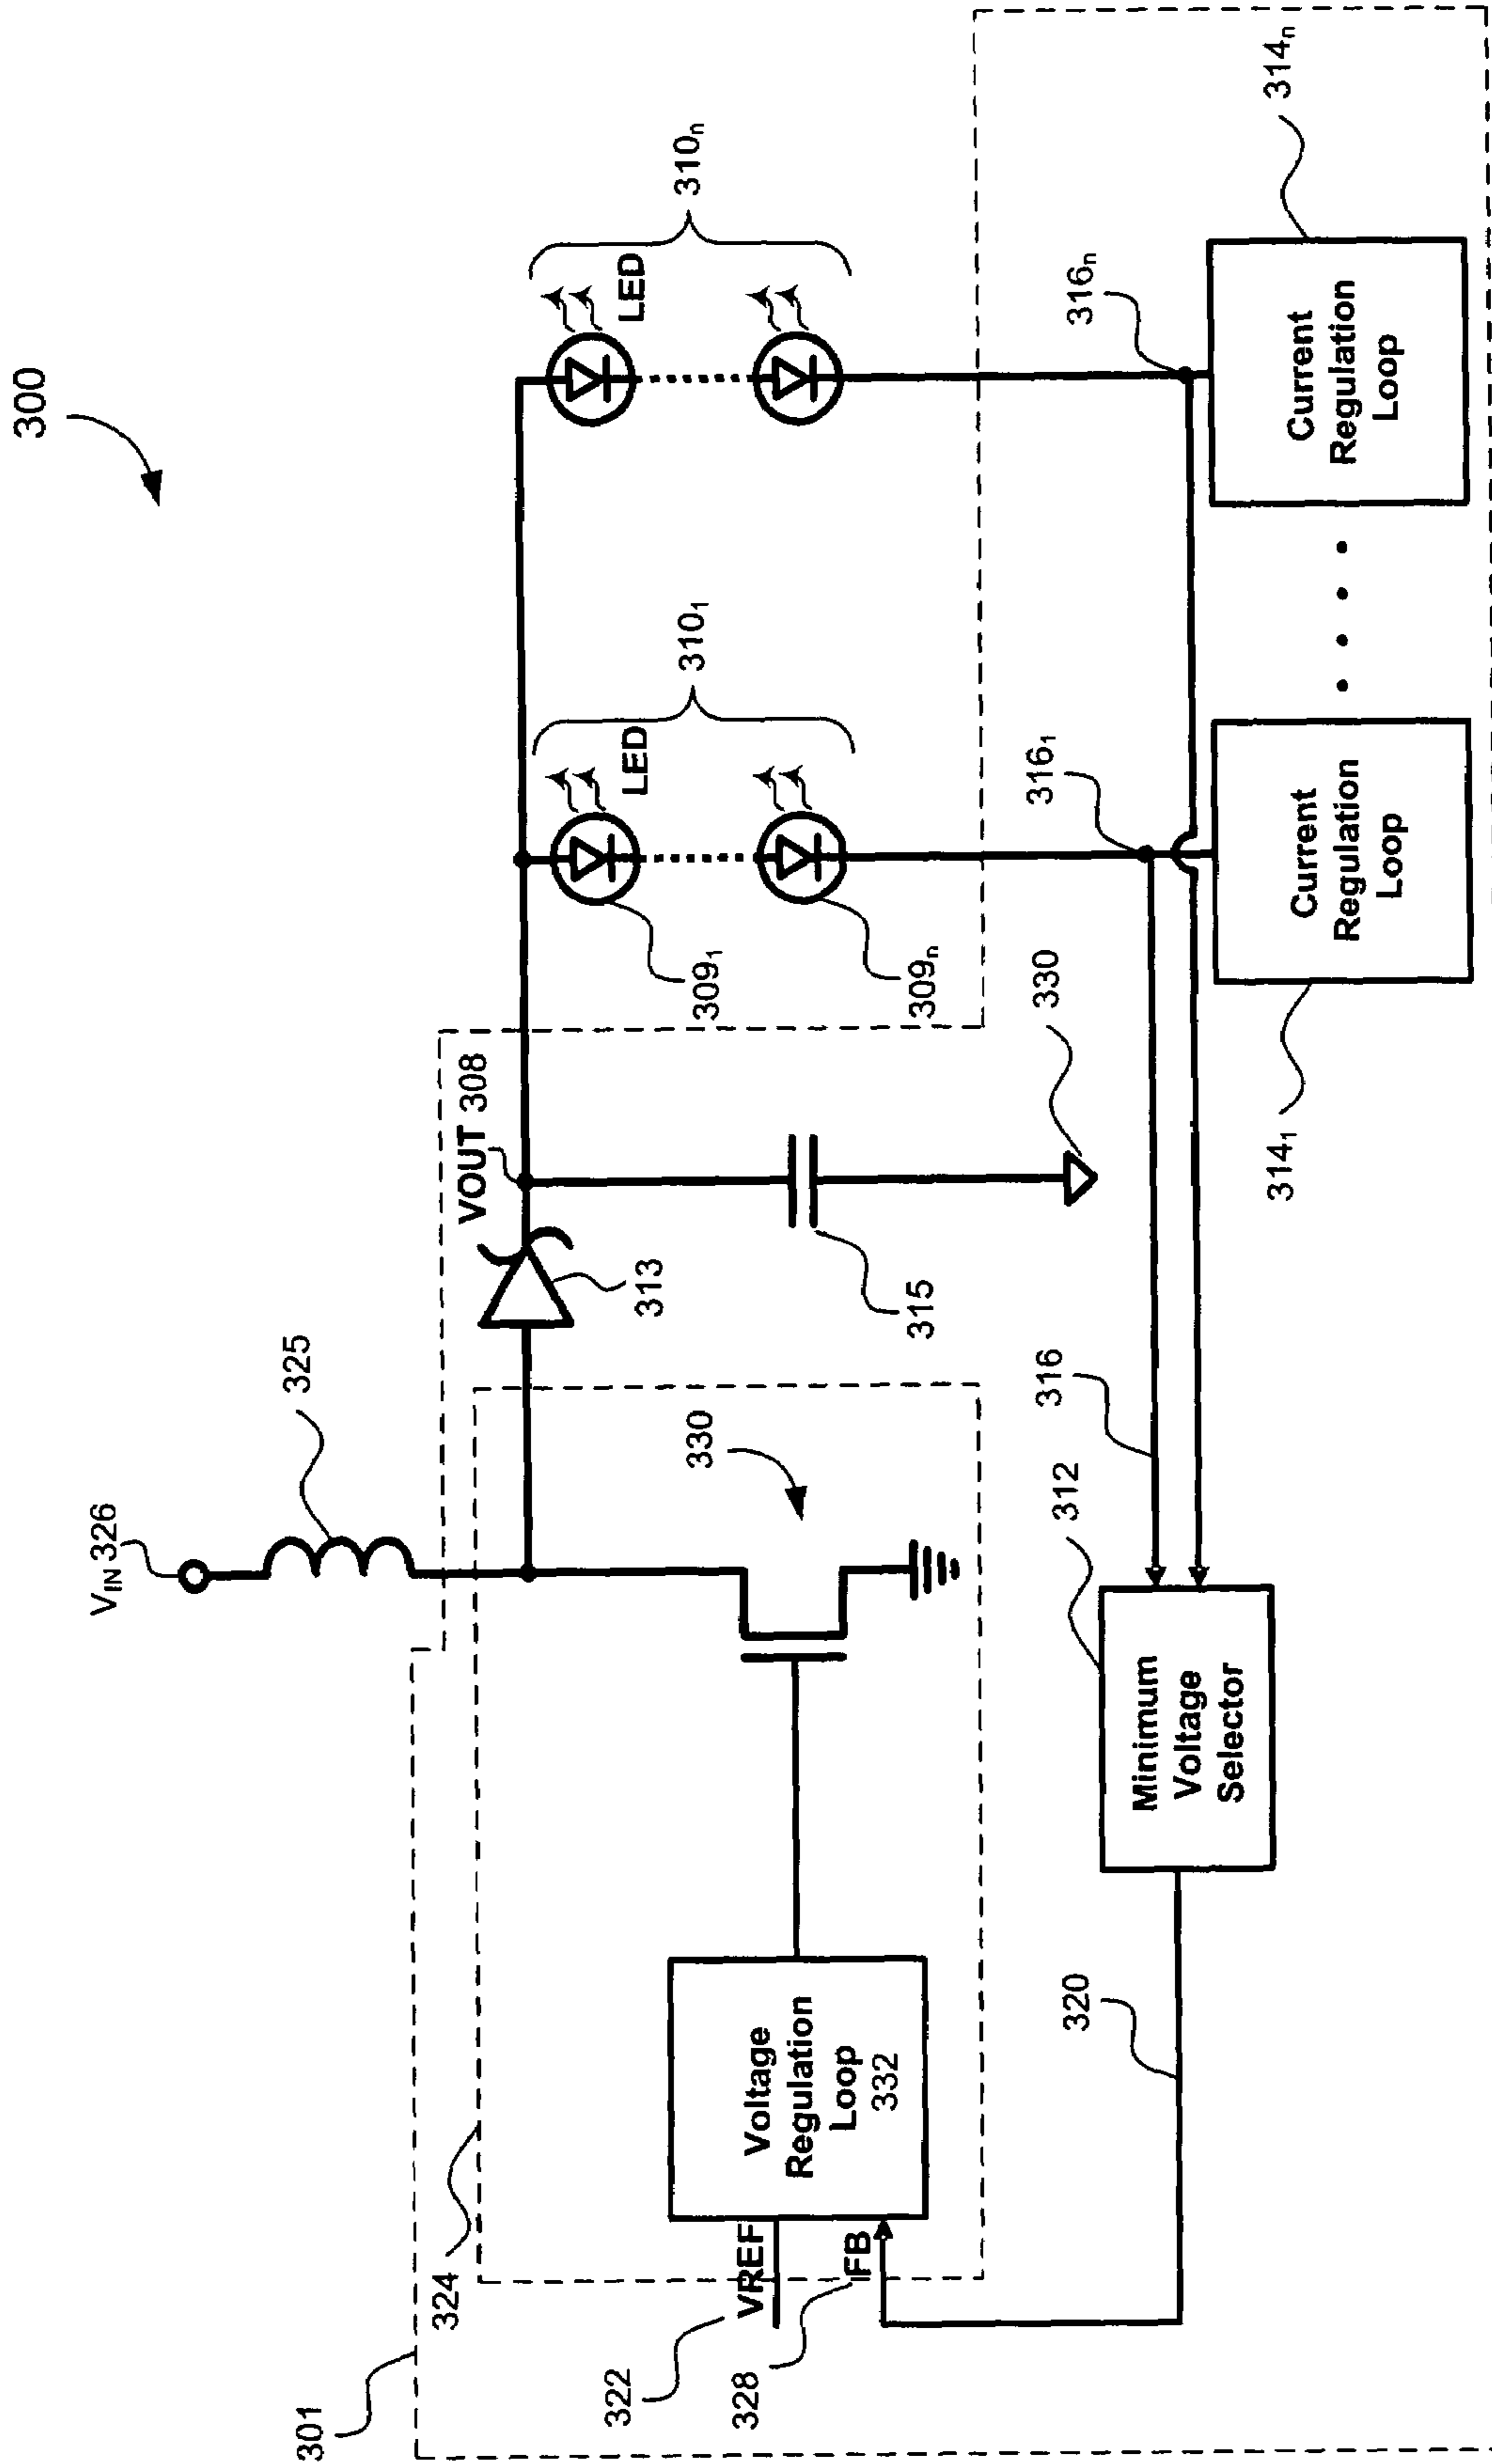 300
V_IN 326
325
301
324
VOUT 308
313
315
330
330
LED
310₁
LED
310ₙ
309₁
309ₙ
322
VREF
328
FB
Voltage
Regulation
Loop
332
320
312
Minimum
Voltage
Selector
316
316₁
316ₙ
314₁
Current
Regulation
Loop
Current
Regulation
Loop
314ₙ